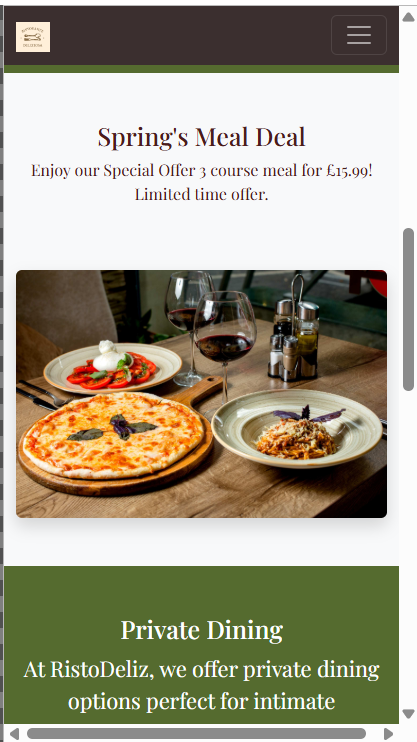 Spring's Meal Deal
Enjoy our Special Offer 3 course meal for £15.99!
Limited time offer.
Private Dining
At RistoDeliz, we offer private dining
options perfect for intimate